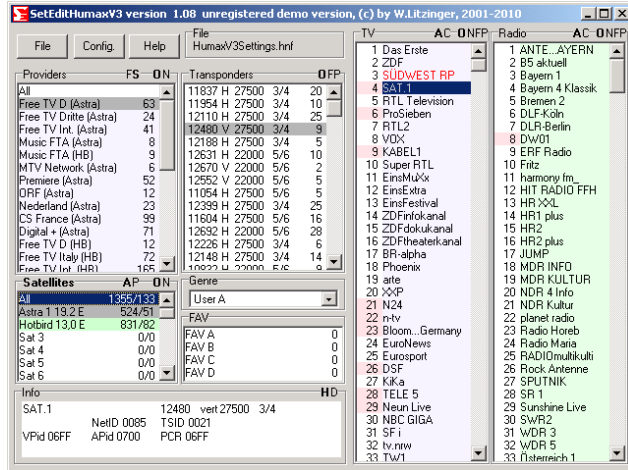 SetEditHumaxV3 version 1.08 unregistered demo version, (c) by W.Litzinger, 2001-2010
File Config. Help
File
HumaxV3Settings.hnf
Providers FS ON
All
Free TV D (Astra) 63
Free TV Dritte (Astra) 24
Free TV Int. (Astra) 41
Music FTA (Astra) 8
Music FTA (HB) 9
MTV Network (Astra) 6
Premiere (Astra) 52
ORF (Astra) 12
Nederland (Astra) 23
CS France (Astra) 99
Digital + (Astra) 71
Free TV D (HB) 12
Free TV Italy (HB) 72
Free TV Int. (HB) 165
Transponders OFP
11837 H 27500 3/4 20
11954 H 27500 3/4 10
12110 H 27500 3/4 25
12480 V 27500 3/4 9
12188 H 27500 3/4 5
12631 H 22000 5/6 10
12670 V 22000 5/6 2
12552 V 22000 5/6 5
11054 H 27500 5/6 5
12399 H 27500 3/4 25
11604 H 27500 5/6 16
12692 H 22000 5/6 28
12226 H 27500 3/4 6
12148 H 27500 3/4 14
10832 H 22000 5/6 9
Satellites AP ON
All 1355/133
Astra 1 19.2 E 524/51
Hotbird 13,0 E 831/82
Sat 3 0/0
Sat 4 0/0
Sat 5 0/0
Sat 6 0/0
Genre
User A
FAV
FAV A 0
FAV B 0
FAV C 0
FAV D 0
Info HD
SAT.1 12480 vert 27500 3/4
NetID 0085 TSID 0021
VPid 06FF APid 0700 PCR 06FF
TV AC ONFP
1 Das Erste
2 ZDF
3 SÜDWEST RP
4 SAT.1
5 RTL Television
6 ProSieben
7 RTL2
8 VOX
9 KABEL1
10 Super RTL
11 EinsMuXx
12 EinsExtra
13 EinsFestival
14 ZDFinfokanal
15 ZDFdokukanal
16 ZDFtheaterkanal
17 BR-alpha
18 Phoenix
19 arte
20 XXP
21 N24
22 n-tv
23 Bloom...Germany
24 EuroNews
25 Eurosport
26 DSF
27 KiKa
28 TELE 5
29 Neun Live
30 NBC GIGA
31 SF i
32 tv.nrw
33 TW1
Radio AC ONFP
1 ANTE...AYERN
2 B5 aktuell
3 Bayern 1
4 Bayern 4 Klassik
5 Bremen 2
6 DLF-Köln
7 DLR-Berlin
8 DW01
9 ERF Radio
10 Fritz
11 harmony fm_
12 HIT RADIO FFH
13 HR XXL
14 HR1 plus
15 HR2
16 HR2 plus
17 JUMP
18 MDR INFO
19 MDR KULTUR
20 NDR 4 Info
21 NDR Kultur
22 planet radio
23 Radio Horeb
24 Radio Maria
25 RADIOmultikulti
26 Rock Antenne
27 SPUTNIK
28 SR 1
29 Sunshine Live
30 SWR2
31 WDR 3
32 WDR 5
33 Österreich 1